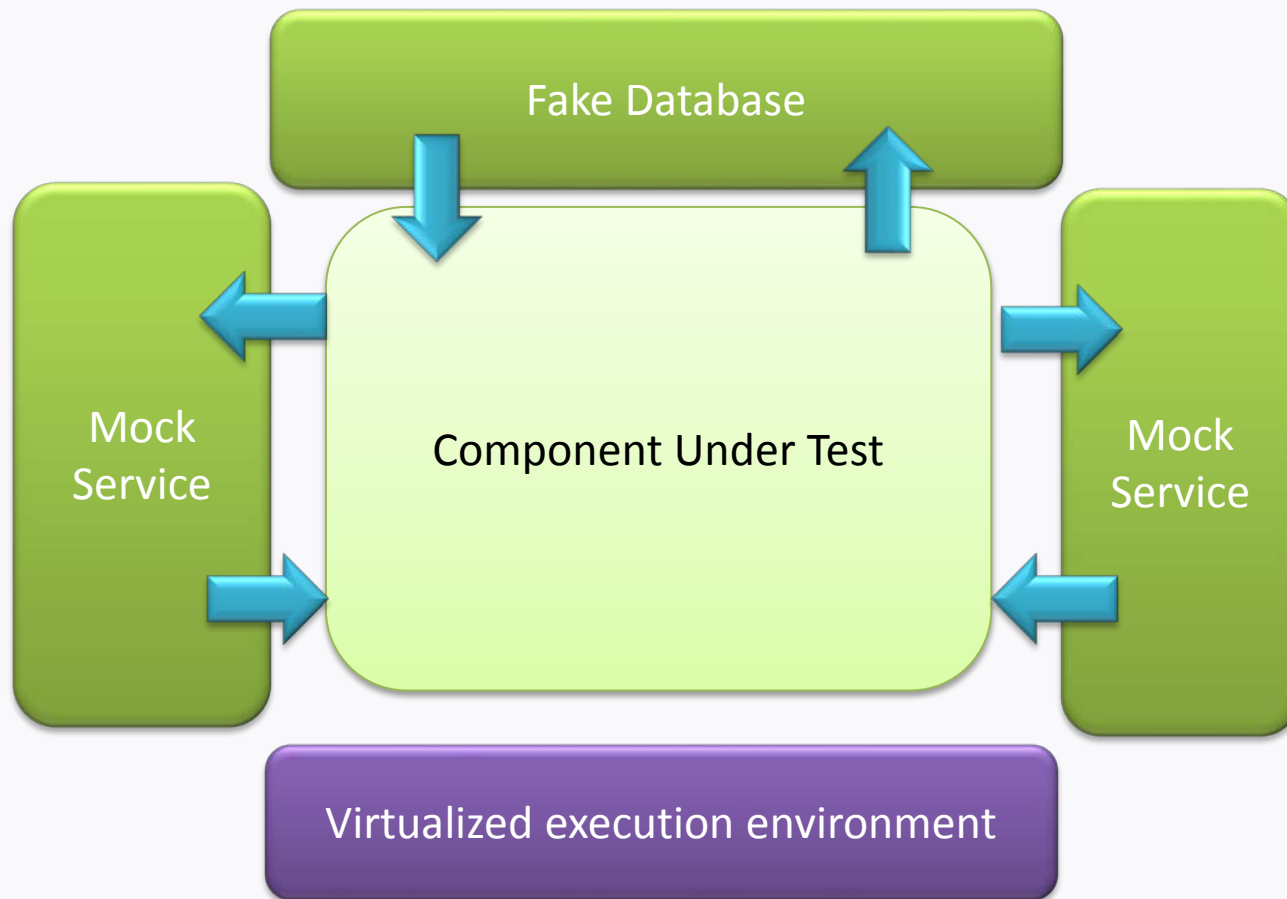 Fake Database
Mock
Service
Component Under Test
Mock
Service
Virtualized execution environment